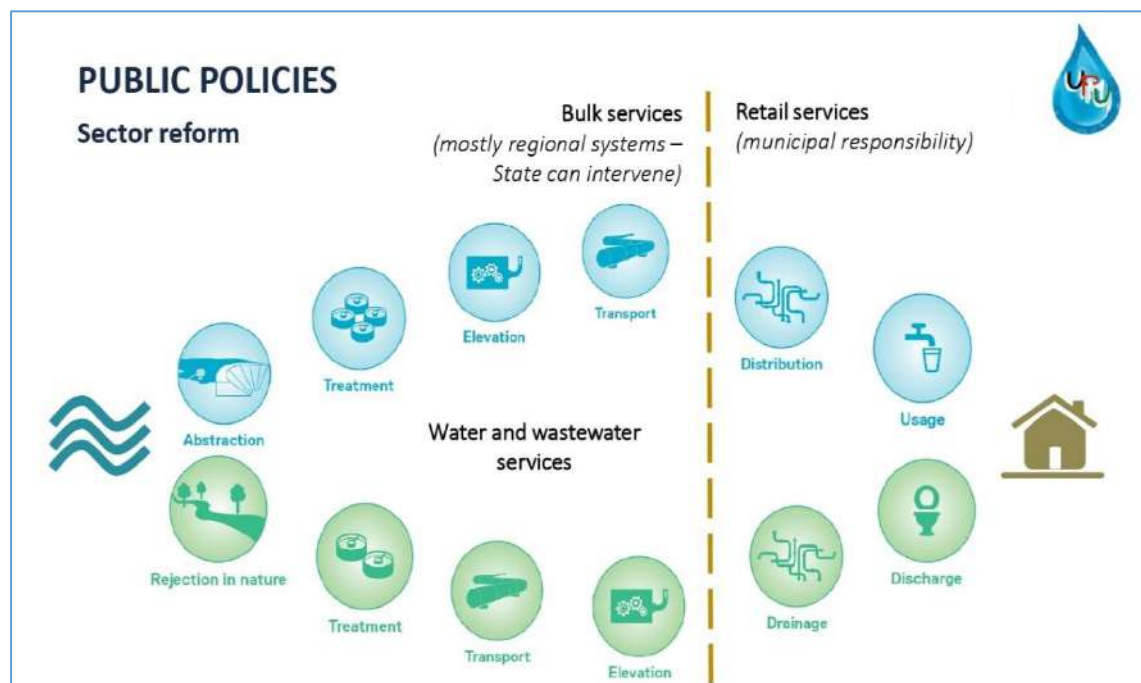 PUBLIC POLICIES
Sector reform
Bulk services
(mostly regional systems –
State can intervene)
Retail services
(municipal responsibility)
Transport
Elevation
Treatment
Abstraction
Distribution
Usage
Water and wastewater
services
Rejection in nature
Treatment
Transport
Elevation
Drainage
Discharge